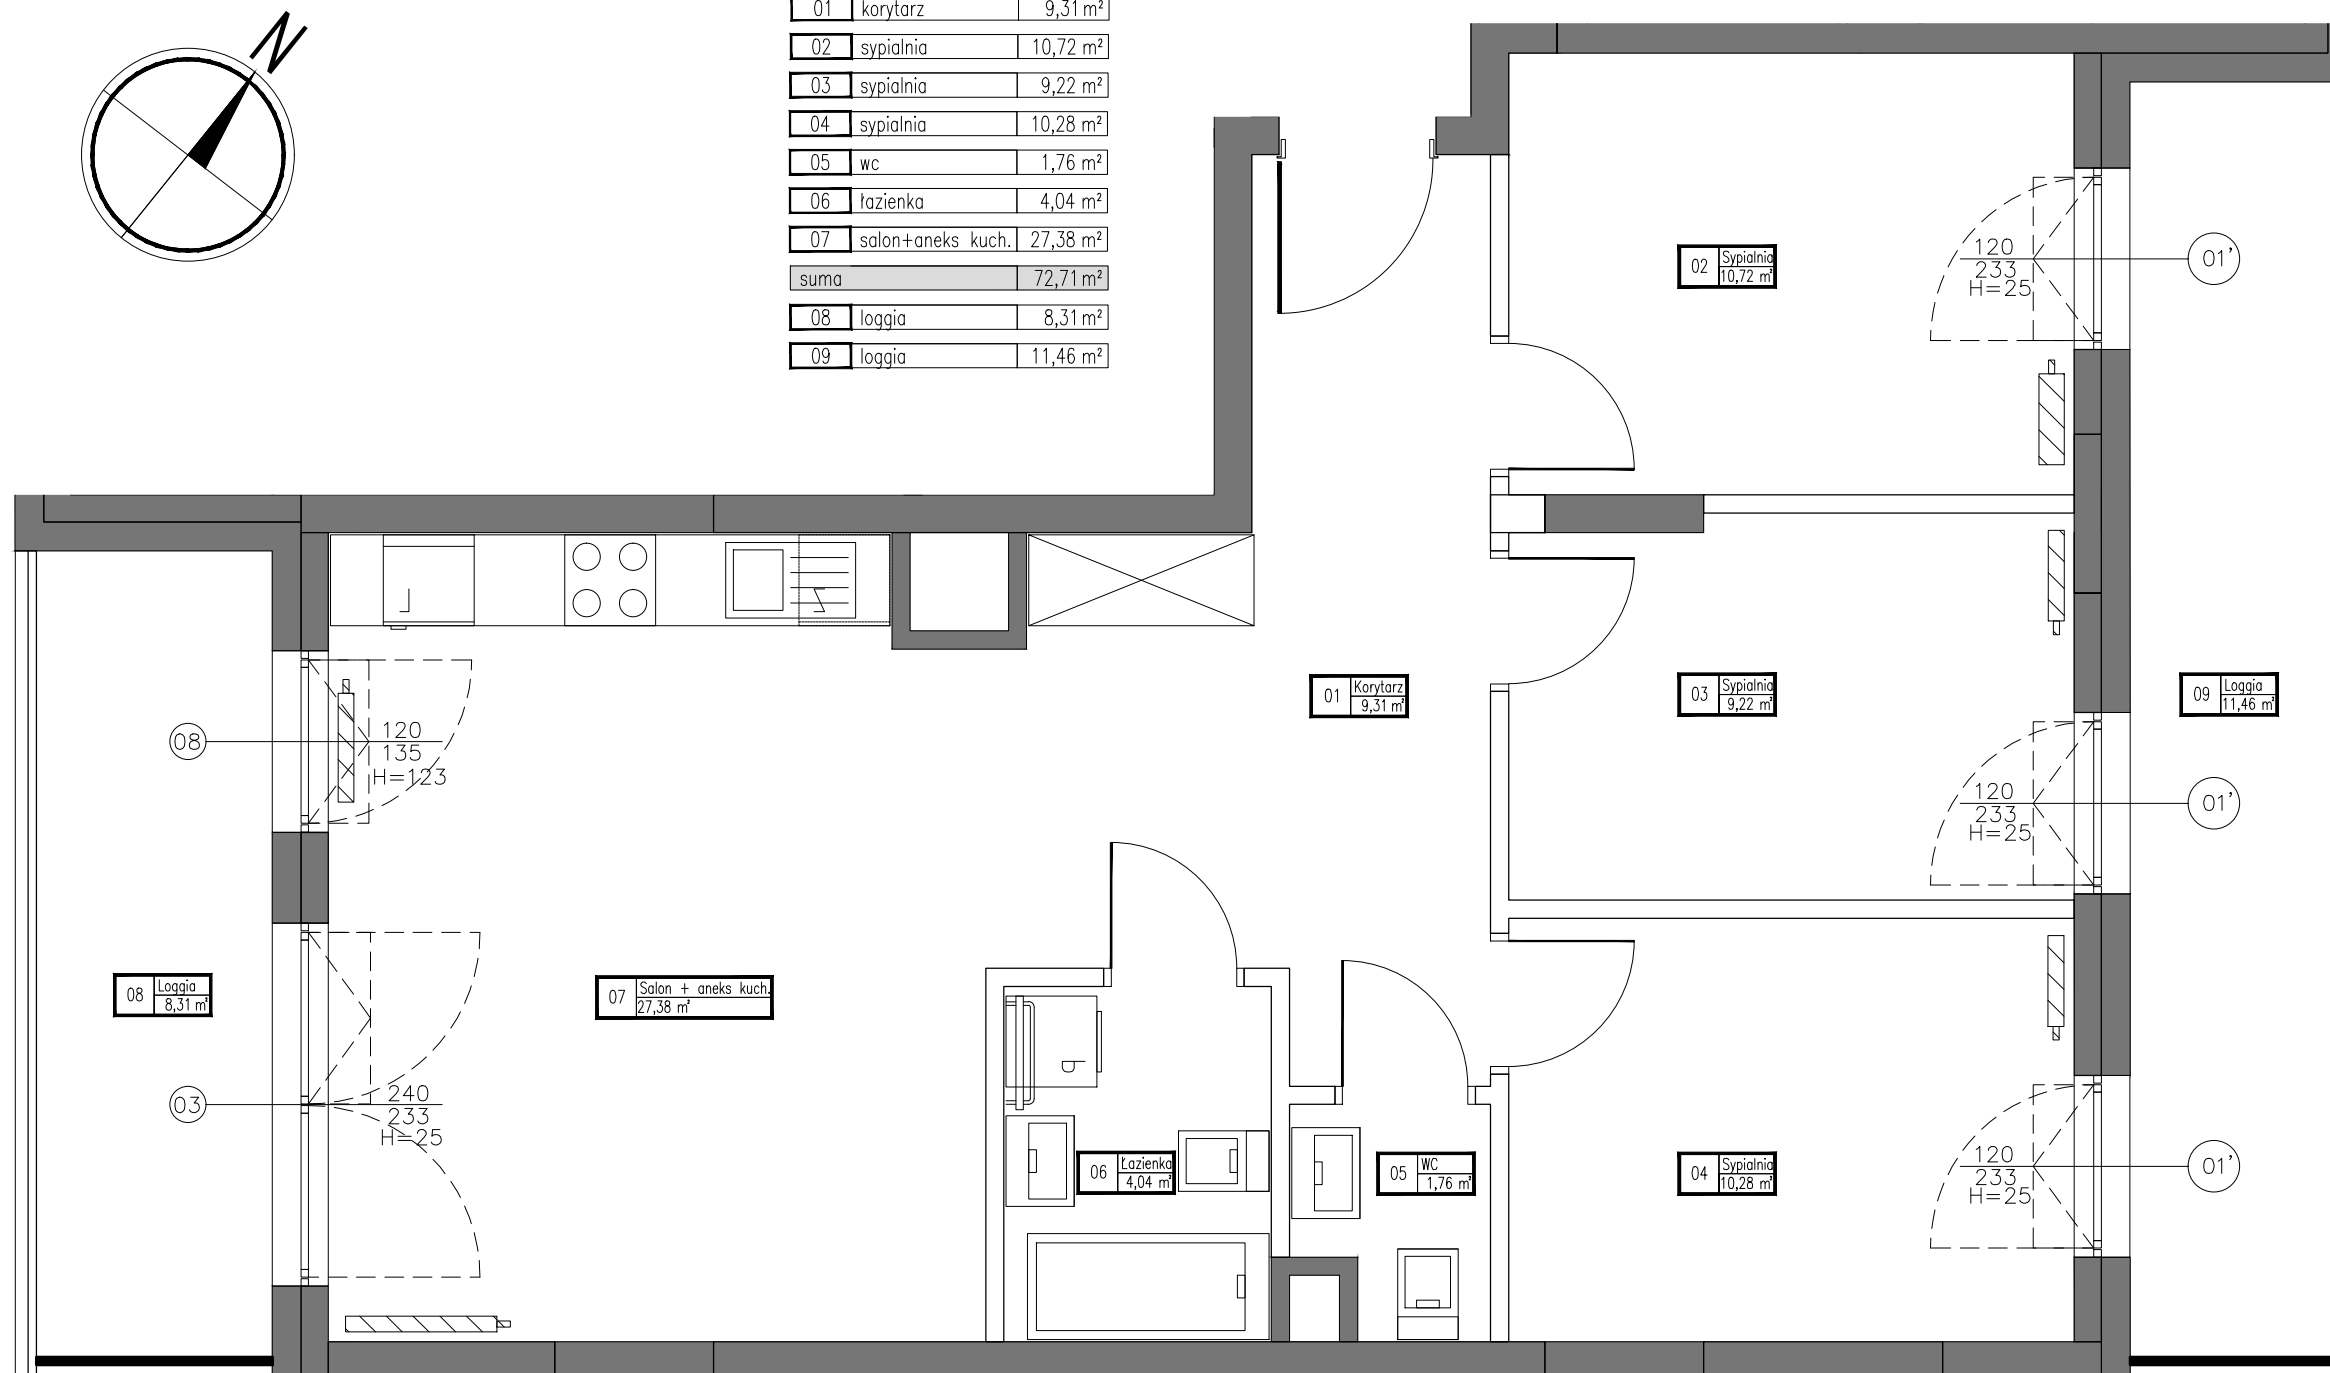 N
01 korytarz 9,31 m²
02 sypialnia 10,72 m²
03 sypialnia 9,22 m²
04 sypialnia 10,28 m²
05 wc 1,76 m²
06 łazienka 4,04 m²
07 salon+aneks kuch. 27,38 m²
suma 72,71 m²
08 loggia 8,31 m²
09 loggia 11,46 m²
02 Sypialnia
10,72 m²
120
233
H=25
01'
01 Korytarz
9,31 m²
03 Sypialnia
9,22 m²
09 Loggia
11,46 m²
08
120
135
H=123
120
233
H=25
01'
08 Loggia
8,31 m²
07 Salon + aneks kuch.
27,38 m²
03
240
233
H=25
06 Łazienka
4,04 m²
05 WC
1,76 m²
04 Sypialnia
10,28 m²
120
233
H=25
01'